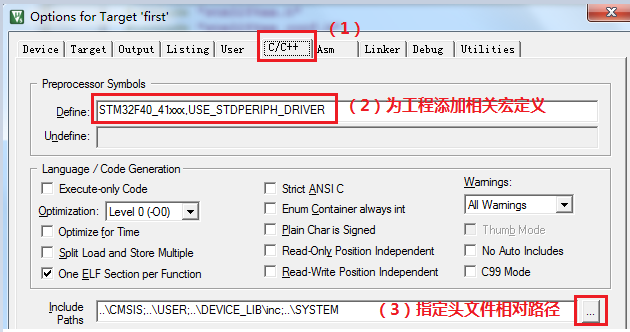 Options for Target 'first'
(1)
Device Target Output Listing User C/C++ Asm Linker Debug Utilities
Preprocessor Symbols
Define: STM32F40_41xxx,USE_STDPERIPH_DRIVER (2)为工程添加相关宏定义
Undefine:
Language / Code Generation
Execute-only Code Strict ANSI C Warnings:
Optimization: Level 0 (-O0) Enum Container always int All Warnings
Optimize for Time Plain Char is Signed Thumb Mode
Split Load and Store Multiple Read-Only Position Independent No Auto Includes
One ELF Section per Function Read-Write Position Independent C99 Mode
Include Paths ..\CMSIS;..\USER;..\DEVICE_LIB\inc;..\SYSTEM (3)指定头文件相对路径 ...